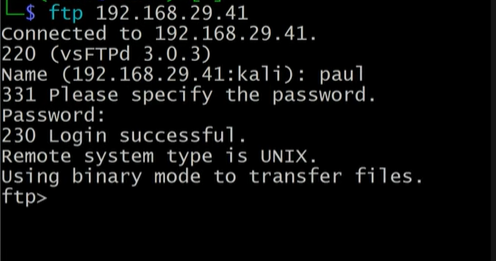 └─$ ftp 192.168.29.41
Connected to 192.168.29.41.
220 (vsFTPd 3.0.3)
Name (192.168.29.41:kali): paul
331 Please specify the password.
Password:
230 Login successful.
Remote system type is UNIX.
Using binary mode to transfer files.
ftp>